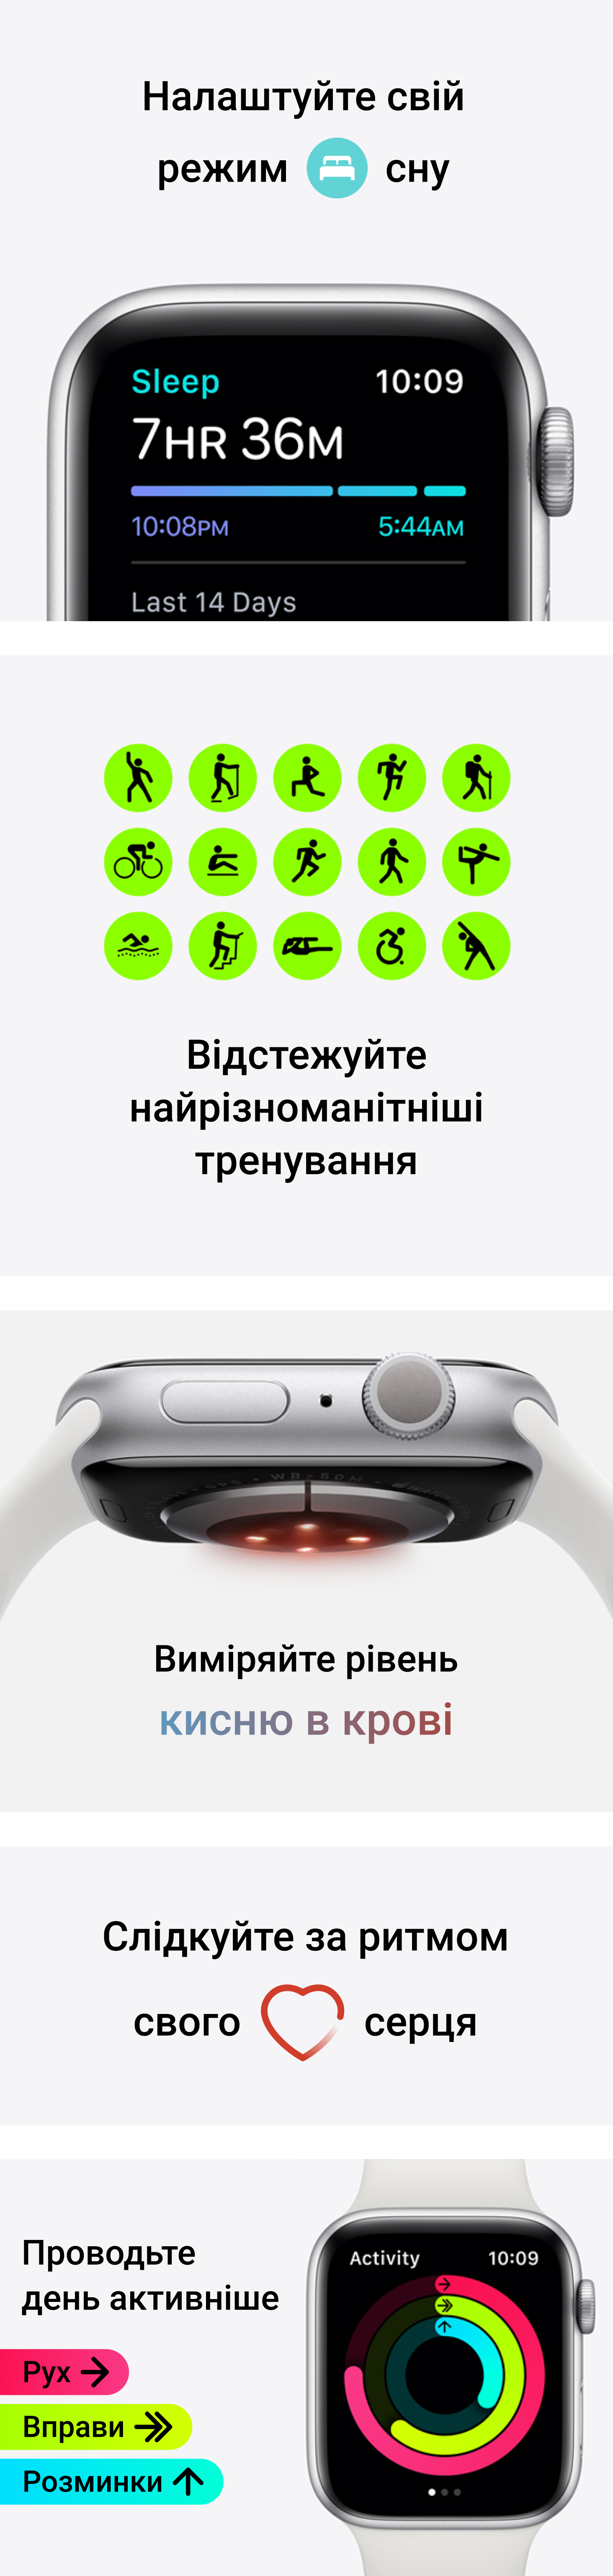 Налаштуйте свій
режим сну
Sleep 10:09
7HR 36M
10:08PM 5:44AM
Last 14 Days
Відстежуйте
найрізноманітніші
тренування
WR-50M
Виміряйте рівень
кисню в крові
Слідкуйте за ритмом
свого серця
Проводьте
день активніше
Рух
Вправи
Розминки
Activity 10:09